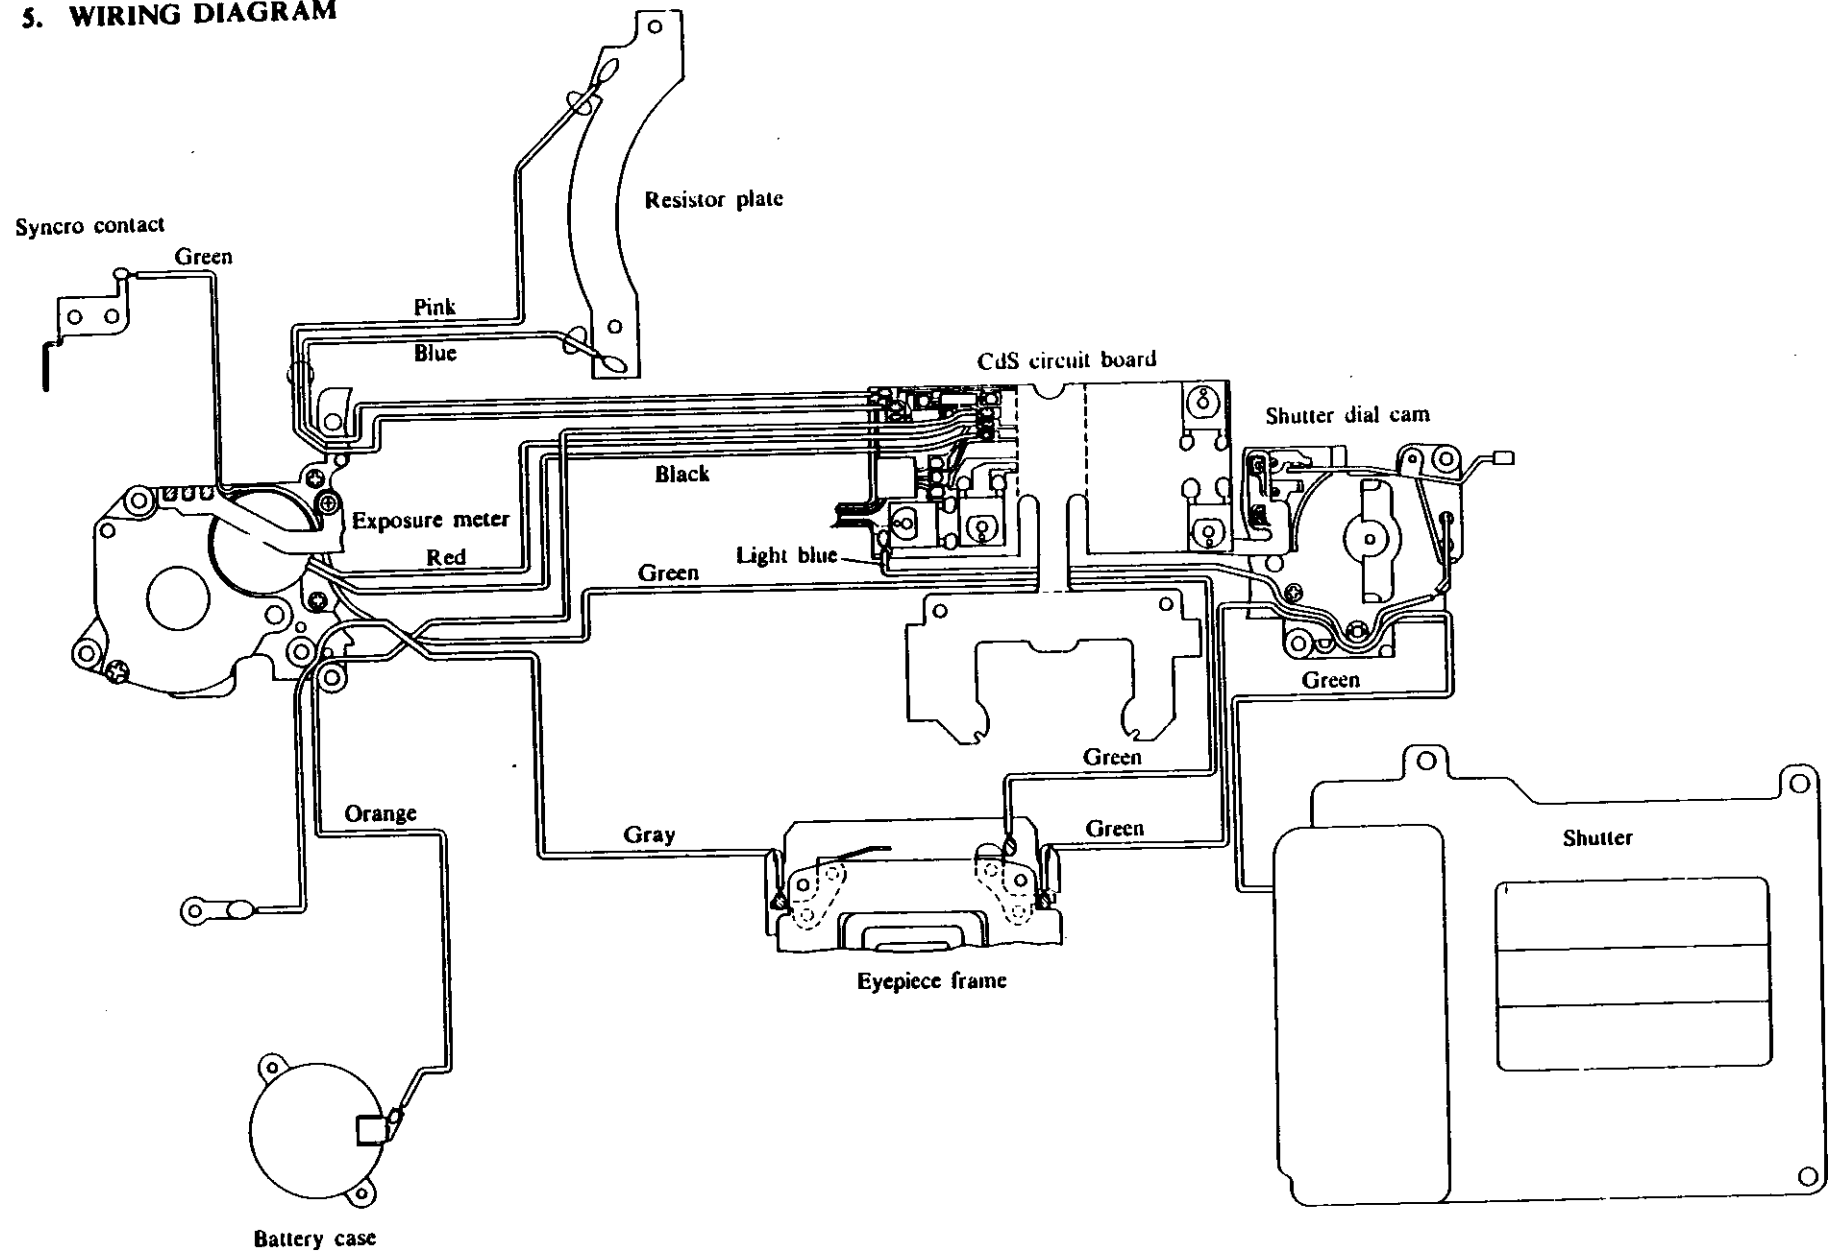 5. WIRING DIAGRAM
Resistor plate
Syncro contact
Green
Pink
Blue
CdS circuit board
Shutter dial cam
Black
Exposure meter
Red
Light blue
Green
Green
Green
Orange
Gray
Green
Shutter
Eyepiece frame
Battery case